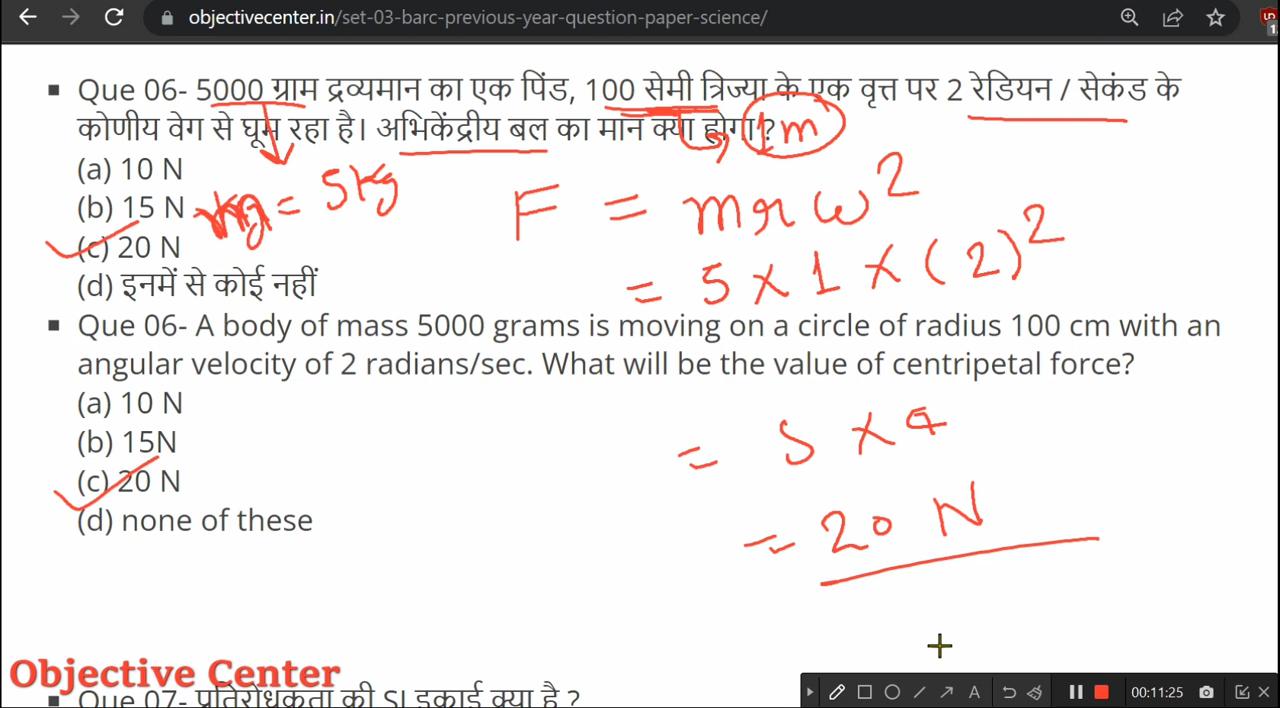 objectivecenter.in/set-03-barc-previous-year-question-paper-science/
Que 06- 5000 ग्राम द्रव्यमान का एक पिंड, 100 सेमी त्रिज्या के एक वृत्त पर 2 रेडियन / सेकंड के
कोणीय वेग से घूम रहा है। अभिकेंद्रीय बल का मान क्या होगा ?
1m
(a) 10 N
(b) 15 N
= 5kg
F = mrω²
(c) 20 N
= 5 × 1 × (2)²
(d) इनमें से कोई नहीं
Que 06- A body of mass 5000 grams is moving on a circle of radius 100 cm with an
angular velocity of 2 radians/sec. What will be the value of centripetal force?
(a) 10 N
(b) 15N
= 5 × 4
(c) 20 N
(d) none of these
= 20 N
Objective Center
Que 07- प्रतिरोधकता की SI इकाई क्या है ?
A
00:11:25